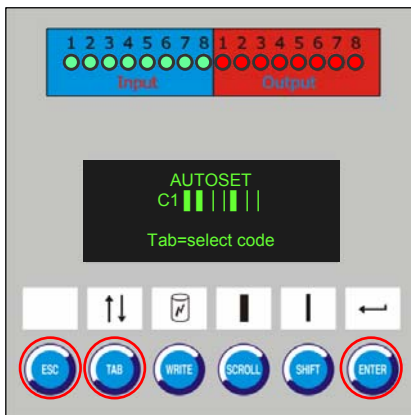 1 2 3 4 5 6 7 8 1 2 3 4 5 6 7 8
Input Output
AUTOSET
C1
Tab=select code
ESC TAB WRITE SCROLL SHIFT ENTER